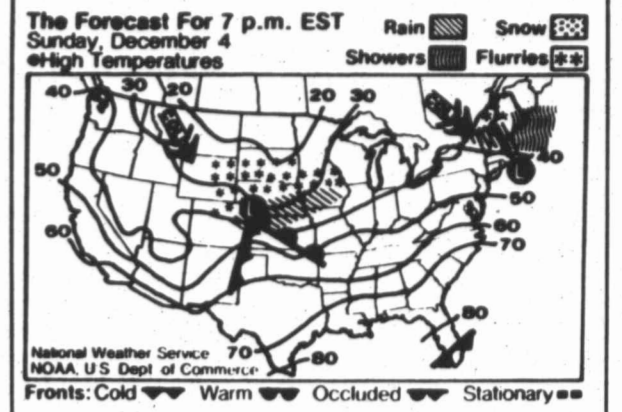 The Forecast For 7 p.m. EST
Sunday, December 4
●High Temperatures
Rain Snow
Showers Flurries
40 30 20 20 30
40
50
50
60
60
70
80
70 80
National Weather Service
NOAA, U S Dept of Commerce
Fronts: Cold Warm Occluded Stationary